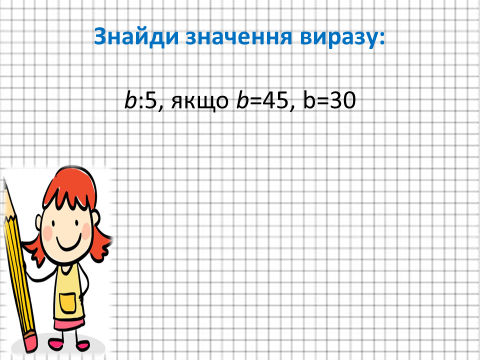 Знайди значення виразу:
b:5, якщо b=45, b=30